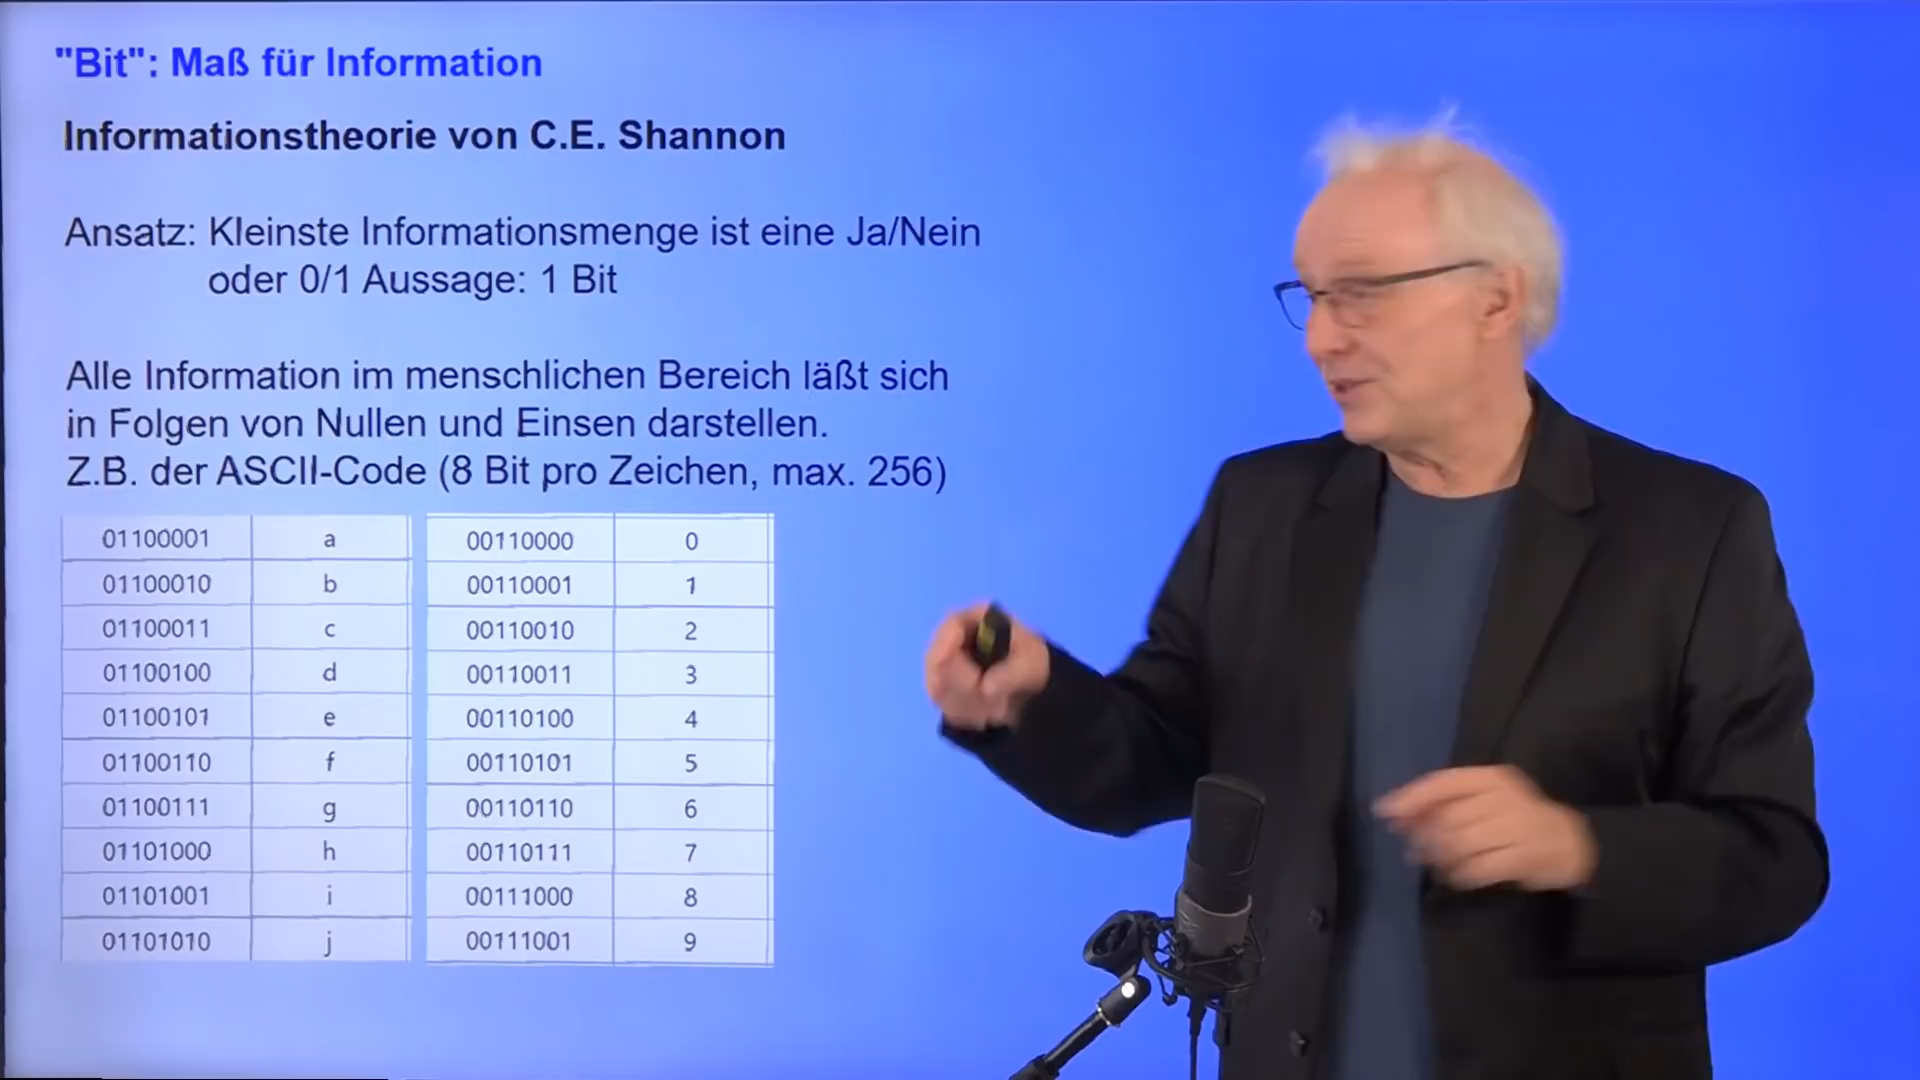 "Bit": Maß für Information
Informationstheorie von C.E. Shannon
Ansatz: Kleinste Informationsmenge ist eine Ja/Nein
oder 0/1 Aussage: 1 Bit
Alle Information im menschlichen Bereich läßt sich
in Folgen von Nullen und Einsen darstellen.
Z.B. der ASCII-Code (8 Bit pro Zeichen, max. 256)
01100001 a 00110000 0
01100010 b 00110001 1
01100011 c 00110010 2
01100100 d 00110011 3
01100101 e 00110100 4
01100110 f 00110101 5
01100111 g 00110110 6
01101000 h 00110111 7
01101001 i 00111000 8
01101010 j 00111001 9